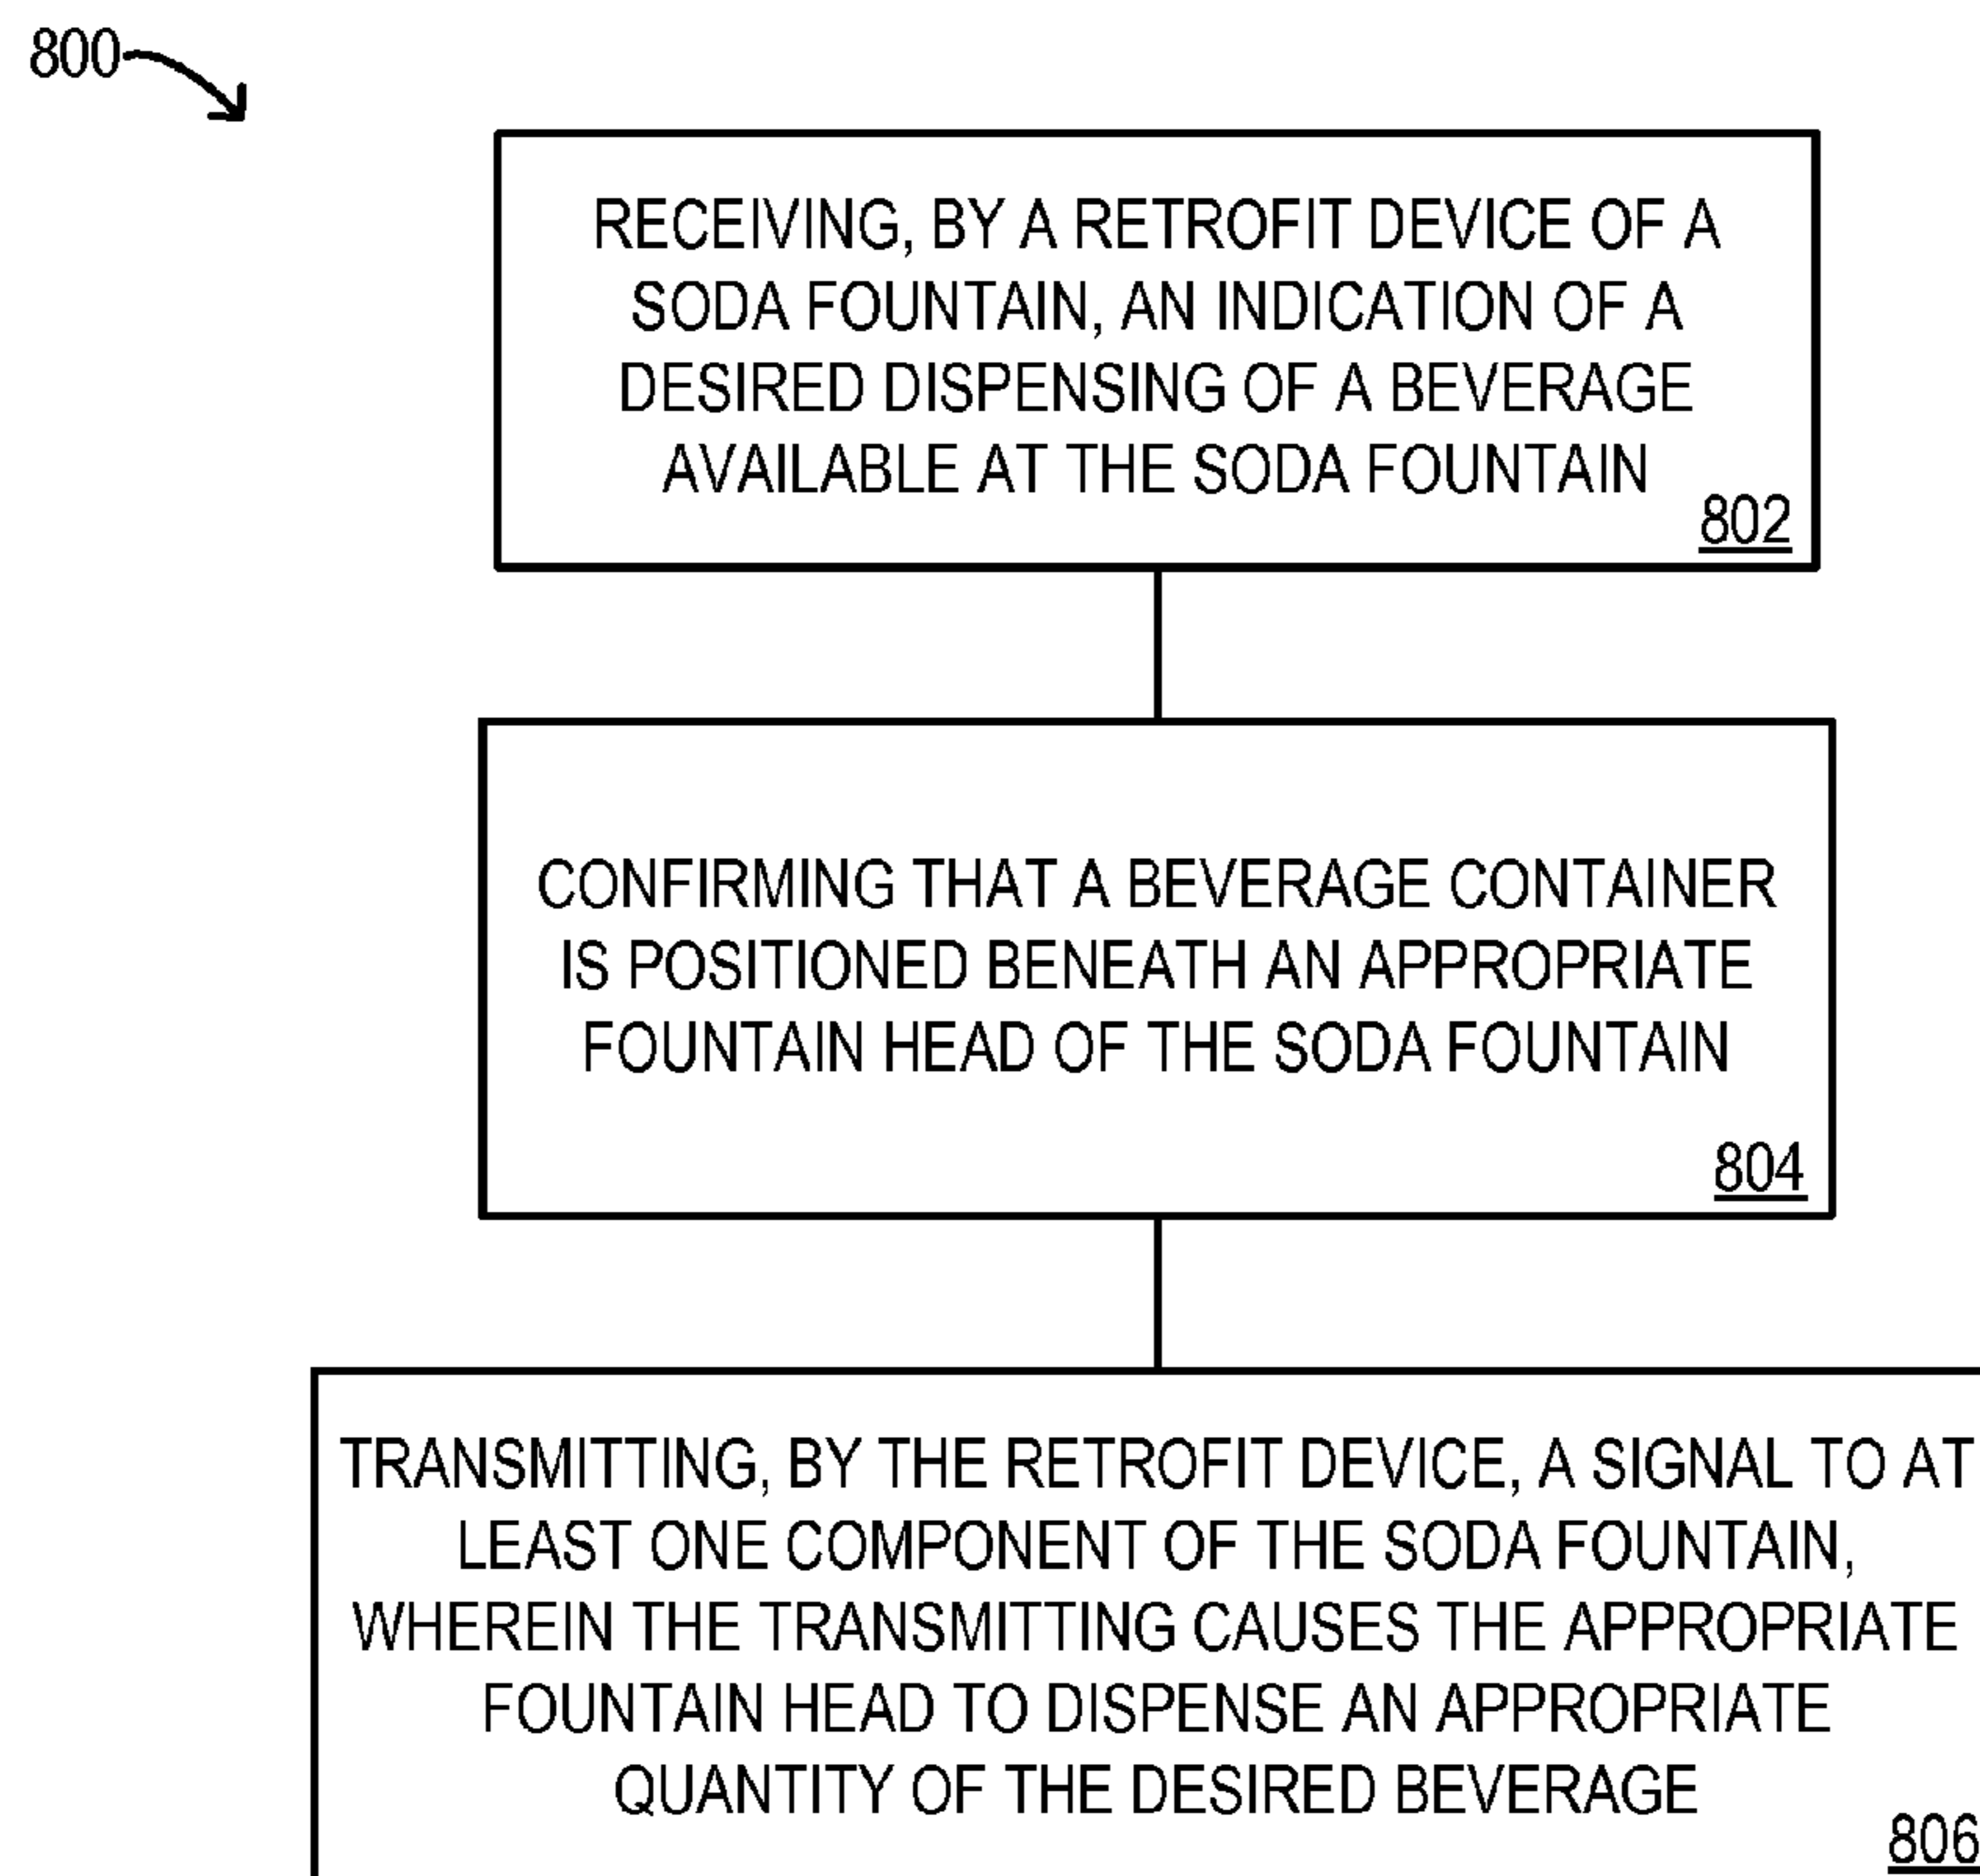 800
RECEIVING, BY A RETROFIT DEVICE OF A
SODA FOUNTAIN, AN INDICATION OF A
DESIRED DISPENSING OF A BEVERAGE
AVAILABLE AT THE SODA FOUNTAIN
802
CONFIRMING THAT A BEVERAGE CONTAINER
IS POSITIONED BENEATH AN APPROPRIATE
FOUNTAIN HEAD OF THE SODA FOUNTAIN
804
TRANSMITTING, BY THE RETROFIT DEVICE, A SIGNAL TO AT
LEAST ONE COMPONENT OF THE SODA FOUNTAIN,
WHEREIN THE TRANSMITTING CAUSES THE APPROPRIATE
FOUNTAIN HEAD TO DISPENSE AN APPROPRIATE
QUANTITY OF THE DESIRED BEVERAGE
806